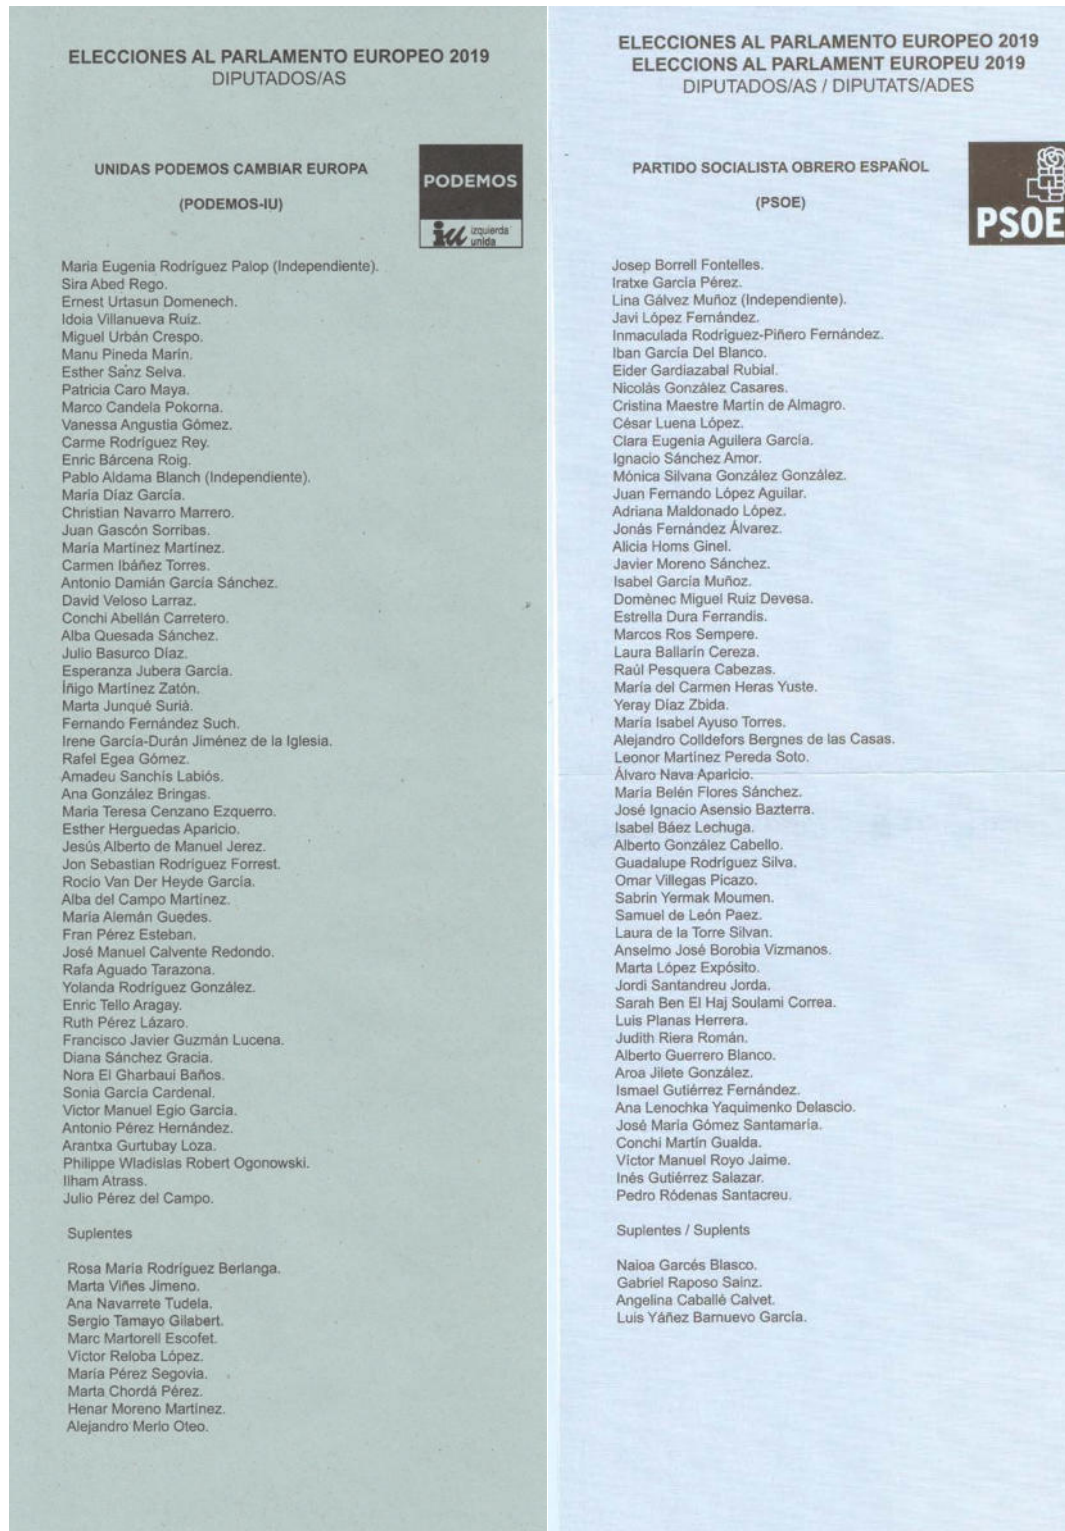 ELECCIONES AL PARLAMENTO EUROPEO 2019
DIPUTADOS/AS
UNIDAS PODEMOS CAMBIAR EUROPA
(PODEMOS-IU)
PODEMOS
iu izquierda
unida
Maria Eugenia Rodríguez Palop (Independiente).
Sira Abed Rego.
Ernest Urtasun Domenech.
Idoia Villanueva Ruiz.
Miguel Urbán Crespo.
Manu Pineda Marín.
Esther Sanz Selva.
Patricia Caro Maya.
Marco Candela Pokorna.
Vanessa Angustia Gómez.
Carme Rodríguez Rey.
Enric Bárcena Roig.
Pablo Aldama Blanch (Independiente).
María Díaz García.
Christian Navarro Marrero.
Juan Gascón Sorribas.
María Martínez Martínez.
Carmen Ibáñez Torres.
Antonio Damián García Sánchez.
David Veloso Larraz.
Conchi Abellán Carretero.
Alba Quesada Sánchez.
Julio Basurco Díaz.
Esperanza Jubera García.
Íñigo Martínez Zatón.
Marta Junqué Surià.
Fernando Fernández Such.
Irene García-Durán Jiménez de la Iglesia.
Rafel Egea Gómez.
Amadeu Sanchís Labiós.
Ana González Bringas.
Maria Teresa Cenzano Ezquerro.
Esther Herguedas Aparicio.
Jesús Alberto de Manuel Jerez.
Jon Sebastian Rodríguez Forrest.
Rocío Van Der Heyde García.
Alba del Campo Martínez.
María Alemán Guedes.
Fran Pérez Esteban.
José Manuel Calvente Redondo.
Rafa Aguado Tarazona.
Yolanda Rodríguez González.
Enric Tello Aragay.
Ruth Pérez Lázaro.
Francisco Javier Guzmán Lucena.
Diana Sánchez Gracia.
Nora El Gharbaui Baños.
Sonia García Cardenal.
Víctor Manuel Egio García.
Antonio Pérez Hernández.
Arantxa Gurtubay Loza.
Philippe Wladislas Robert Ogonowski.
Ilham Atrass.
Julio Pérez del Campo.
Suplentes
Rosa María Rodríguez Berlanga.
Marta Viñes Jimeno.
Ana Navarrete Tudela.
Sergio Tamayo Gilabert.
Marc Martorell Escofet.
Víctor Reloba López.
María Pérez Segovia.
Marta Chordá Pérez.
Henar Moreno Martínez.
Alejandro Merlo Oteo.
ELECCIONES AL PARLAMENTO EUROPEO 2019
ELECCIONS AL PARLAMENT EUROPEU 2019
DIPUTADOS/AS / DIPUTATS/ADES
PARTIDO SOCIALISTA OBRERO ESPAÑOL
(PSOE)
PSOE
Josep Borrell Fontelles.
Iratxe García Pérez.
Lina Gálvez Muñoz (Independiente).
Javi López Fernández.
Inmaculada Rodríguez-Piñero Fernández.
Iban García Del Blanco.
Eider Gardiazabal Rubial.
Nicolás González Casares.
Cristina Maestre Martín de Almagro.
César Luena López.
Clara Eugenia Aguilera García.
Ignacio Sánchez Amor.
Mónica Silvana González González.
Juan Fernando López Aguilar.
Adriana Maldonado López.
Jonás Fernández Álvarez.
Alicia Homs Ginel.
Javier Moreno Sánchez.
Isabel García Muñoz.
Domènec Miguel Ruiz Devesa.
Estrella Dura Ferrandis.
Marcos Ros Sempere.
Laura Ballarín Cereza.
Raúl Pesquera Cabezas.
María del Carmen Heras Yuste.
Yeray Díaz Zbida.
María Isabel Ayuso Torres.
Alejandro Colldefors Bergnes de las Casas.
Leonor Martínez Pereda Soto.
Álvaro Nava Aparicio.
María Belén Flores Sánchez.
José Ignacio Asensio Bazterra.
Isabel Báez Lechuga.
Alberto González Cabello.
Guadalupe Rodríguez Silva.
Omar Villegas Picazo.
Sabrin Yermak Moumen.
Samuel de León Paez.
Laura de la Torre Silvan.
Anselmo José Borobia Vizmanos.
Marta López Expósito.
Jordi Santandreu Jorda.
Sarah Ben El Haj Soulami Correa.
Luis Planas Herrera.
Judith Riera Román.
Alberto Guerrero Blanco.
Aroa Jilete González.
Ismael Gutiérrez Fernández.
Ana Lenochka Yaquimenko Delascio.
José María Gómez Santamaría.
Conchi Martín Gualda.
Víctor Manuel Royo Jaime.
Inés Gutiérrez Salazar.
Pedro Ródenas Santacreu.
Suplentes / Suplents
Naioa Garcés Blasco.
Gabriel Raposo Sainz.
Angelina Caballé Calvet.
Luis Yáñez Barnuevo García.